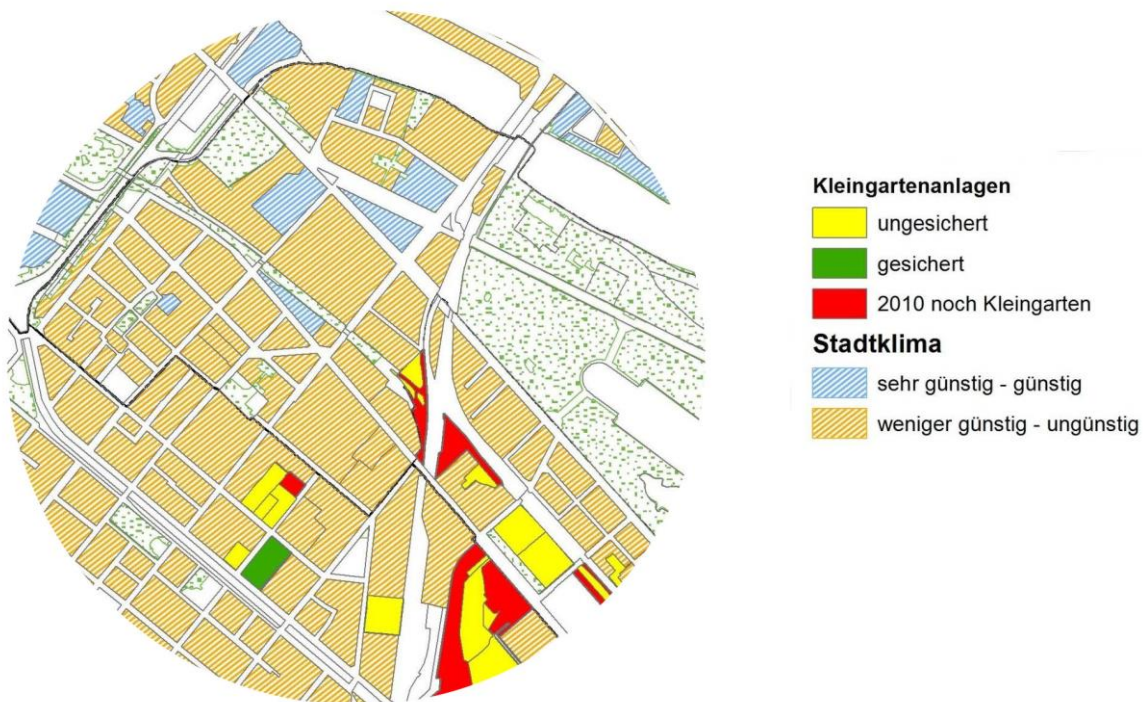 Kleingartenanlagen
ungesichert
gesichert
2010 noch Kleingarten
Stadtklima
sehr günstig - günstig
weniger günstig - ungünstig